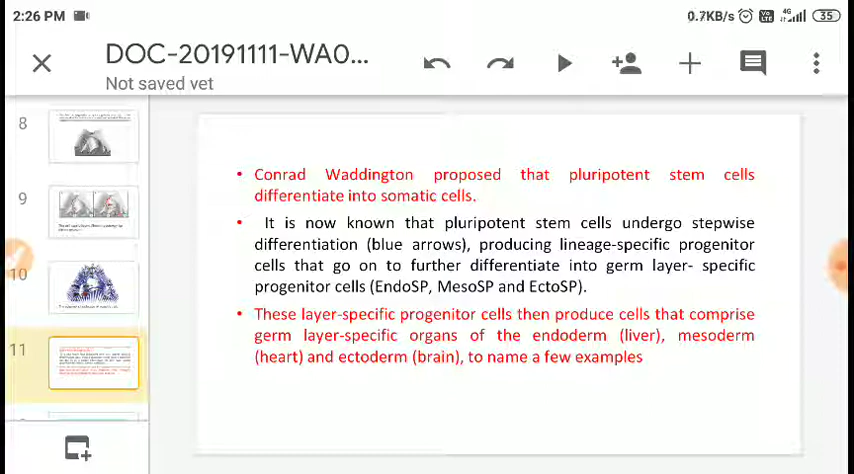 2:26 PM
0.7KB/s
4G
35
DOC-20191111-WA0...
Not saved yet
8
9
10
11
• Conrad Waddington proposed that pluripotent stem cells
differentiate into somatic cells.
• It is now known that pluripotent stem cells undergo stepwise
differentiation (blue arrows), producing lineage-specific progenitor
cells that go on to further differentiate into germ layer- specific
progenitor cells (EndoSP, MesoSP and EctoSP).
• These layer-specific progenitor cells then produce cells that comprise
germ layer-specific organs of the endoderm (liver), mesoderm
(heart) and ectoderm (brain), to name a few examples